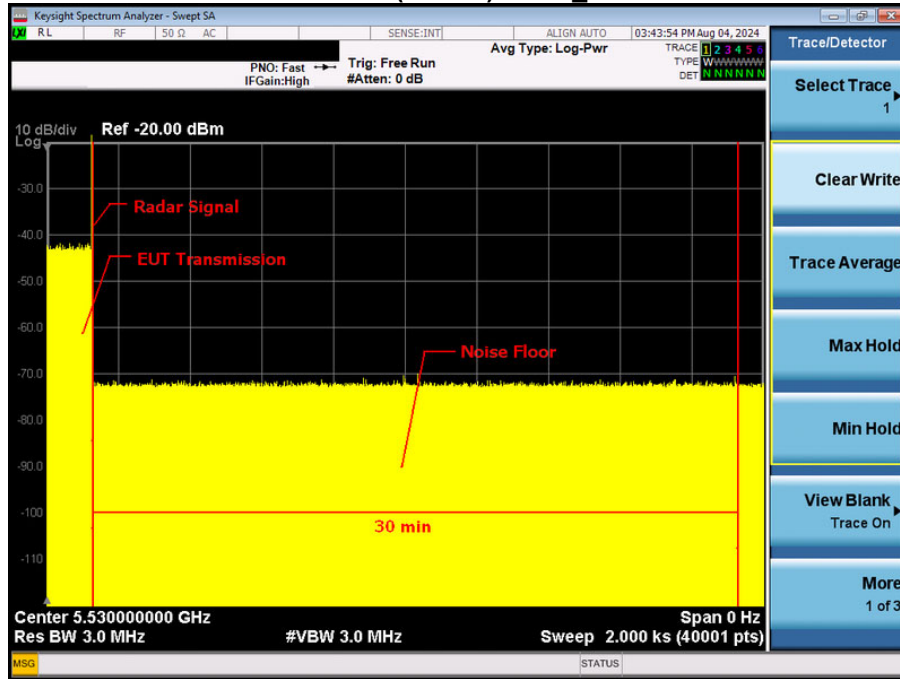 Keysight Spectrum Analyzer - Swept SA
LXI RL RF 50 Ω AC SENSE:INT ALIGN AUTO 03:43:54 PM Aug 04, 2024
Avg Type: Log-Pwr
TRACE 1 2 3 4 5 6
TYPE WWWWWW
DET N N N N N N
PNO: Fast
IFGain:High
Trig: Free Run
#Atten: 0 dB
10 dB/div
Log
Ref -20.00 dBm
-30.0
-40.0
-50.0
-60.0
-70.0
-80.0
-90.0
-100
-110
Radar Signal
EUT Transmission
Noise Floor
30 min
Center 5.530000000 GHz
Span 0 Hz
Res BW 3.0 MHz
#VBW 3.0 MHz
Sweep 2.000 ks (40001 pts)
MSG
STATUS
Trace/Detector
Select Trace
1
Clear Write
Trace Average
Max Hold
Min Hold
View Blank
Trace On
More
1 of 3